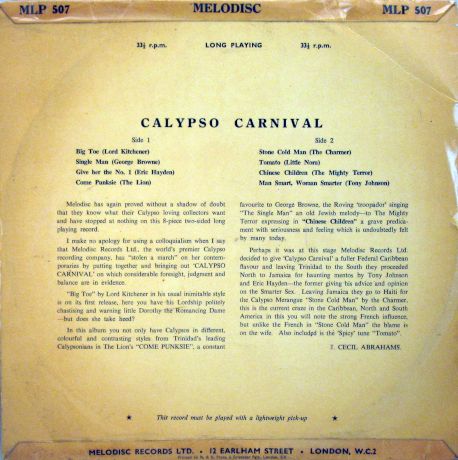 MLP 507 MELODISC MLP 507
33⅓ r.p.m. LONG PLAYING 33⅓ r.p.m.
CALYPSO CARNIVAL
Side 1
Big Toe (Lord Kitchener)
Single Man (George Browne)
Give her the No. 1 (Eric Hayden)
Come Punksie (The Lion)
Side 2
Stone Cold Man (The Charmer)
Tomato (Little Nora)
Chinese Children (The Mighty Terror)
Man Smart, Woman Smarter (Tony Johnson)
Melodisc has again proved without a shadow of doubt
that they know what their Calypso loving collectors want
and have stopped at nothing on this 8-piece two-sided long
playing record.
I make no apology for using a colloquialism when I say
that Melodisc Records Ltd., the world's premier Calypso
recording company, has "stolen a march" on her contem-
poraries by putting together and bringing out 'CALYPSO
CARNIVAL' on which considerable foresight, judgment and
balance are in evidence.
"Big Toe" by Lord Kitchener in his usual inimitable style
is on its first release, here you have his Lordship politely
chastising and warning little Dorothy the Romancing Dame—
but does she take heed?
In this album you not only have Calypsos in different,
colourful and contrasting styles from Trinidad's leading
Calypsonians in The Lion's "COME PUNKSIE", a constant
favourite to George Browne, the Roving 'troopador' singing
"The Single Man" an old Jewish melody—to The Mighty
Terror expressing in "Chinese Children" a grave predica-
ment with seriousness and feeling which is undoubtedly felt
by many today.
Perhaps it was at this stage Melodisc Records Ltd.
decided to give 'Calypso Carnival' a fuller Federal Caribbean
flavour and leaving Trinidad to the South they proceeded
North to Jamaica for haunting mentos by Tony Johnson
and Eric Hayden—the former giving his advice and opinion
on the Smarter Sex. Leaving Jamaica they go to Haiti for
the Calypso Merangue "Stone Cold Man" by the Charmer,
this is the current craze in the Caribbean, North and South
America in this you will note the strong French influence,
but unlike the French in "Stone Cold Man" the blame is
on the wife. Also included is the 'Spicy' tune "Tomato".
T. CECIL ABRAHAMS.
★ This record must be played with a lightweight pick-up ★
MELODISC RECORDS LTD. • 12 EARLHAM STREET • LONDON, W.C.2